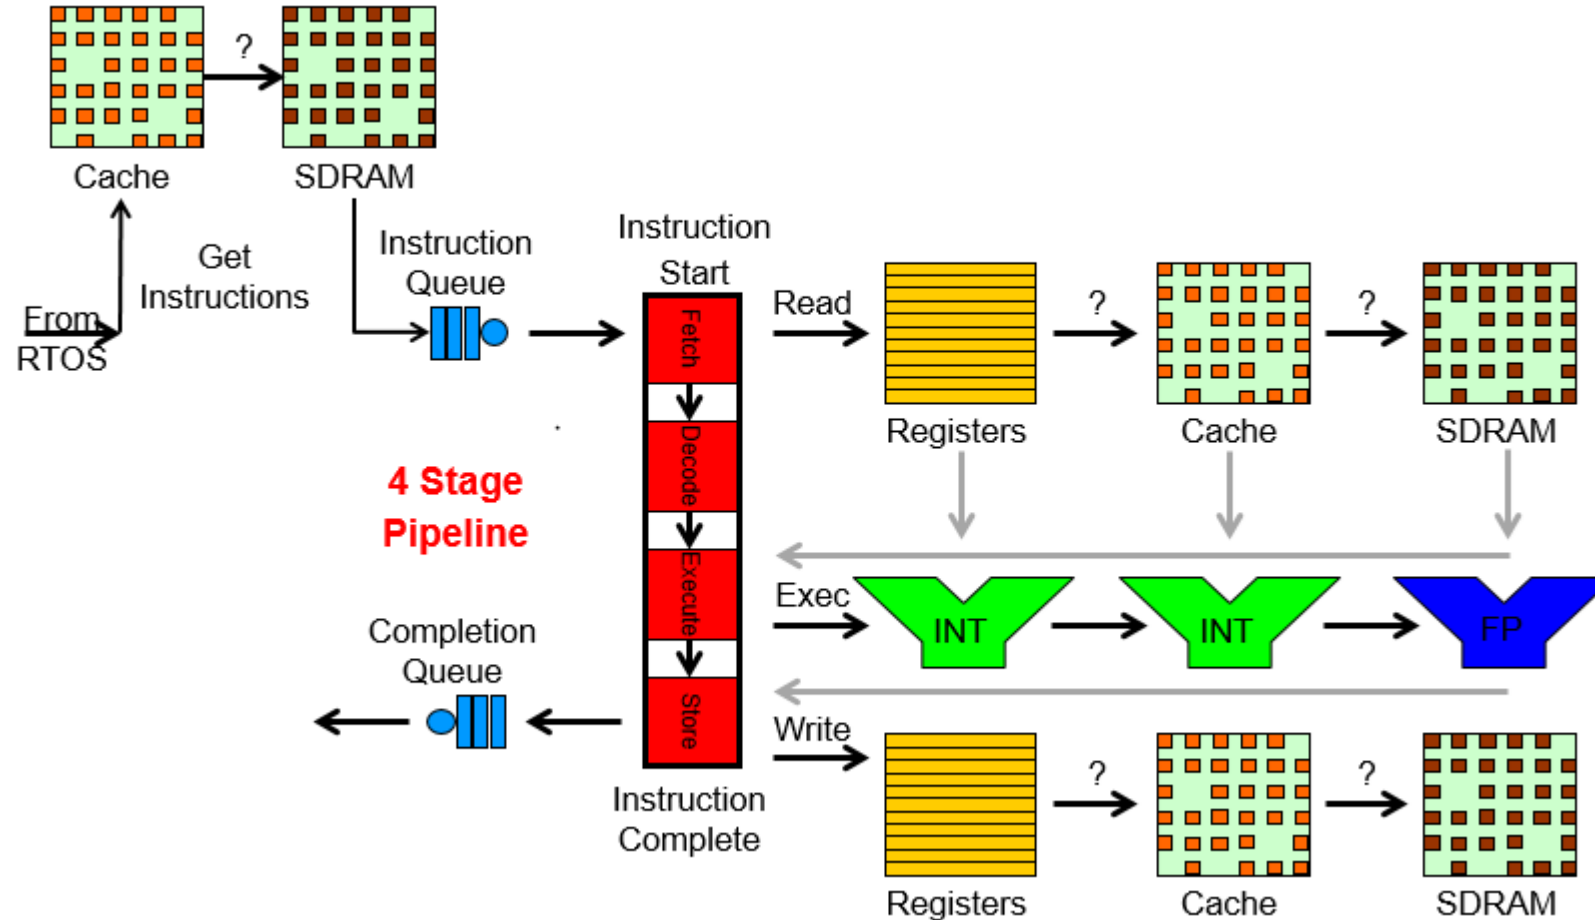 ?
Cache
SDRAM
From
RTOS
Get
Instructions
Instruction
Queue
Instruction
Start
Fetch
Decode
Execute
Store
Instruction
Complete
4 Stage
Pipeline
Completion
Queue
Read
?
?
Registers
Cache
SDRAM
Exec
INT
INT
FP
Write
?
?
Registers
Cache
SDRAM